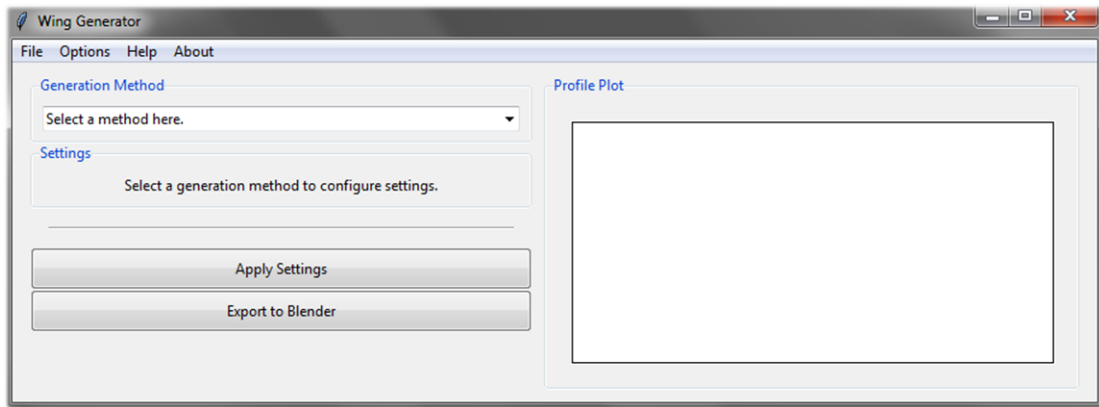 Wing Generator
File Options Help About
Generation Method
Select a method here.
Settings
Select a generation method to configure settings.
Apply Settings
Export to Blender
Profile Plot